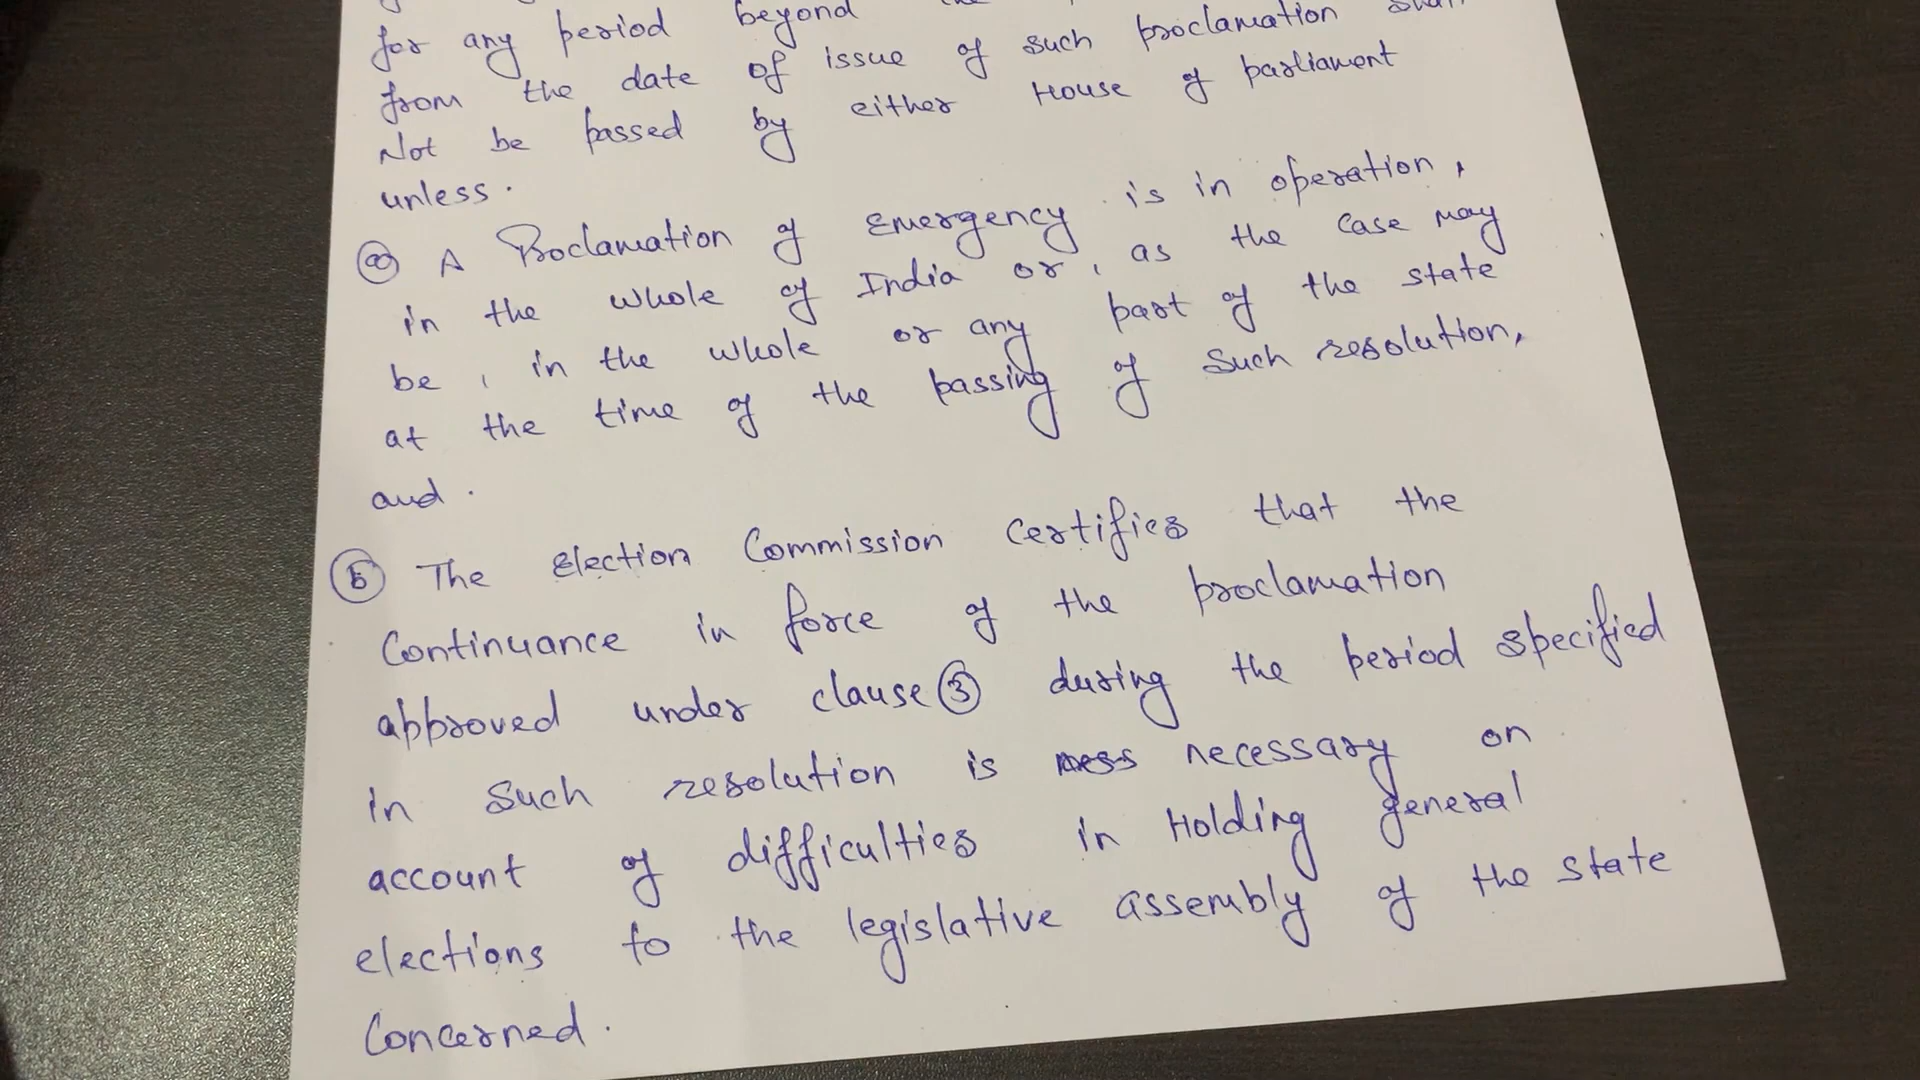 for any period beyond the
from the date of issue of such proclamation shall
Not be passed by either House of parliament
unless.
(a) A Proclamation of Emergency is in operation,
in the whole of India or, as the case may
be, in the whole or any part of the state
at the time of the passing of such resolution,
and.
(b) The Election Commission certifies that the
Continuance in force of the proclamation
approved under clause (3) during the period specified
in such resolution is necessary on
account of difficulties in Holding general
elections to the legislative assembly of the state
Concerned.